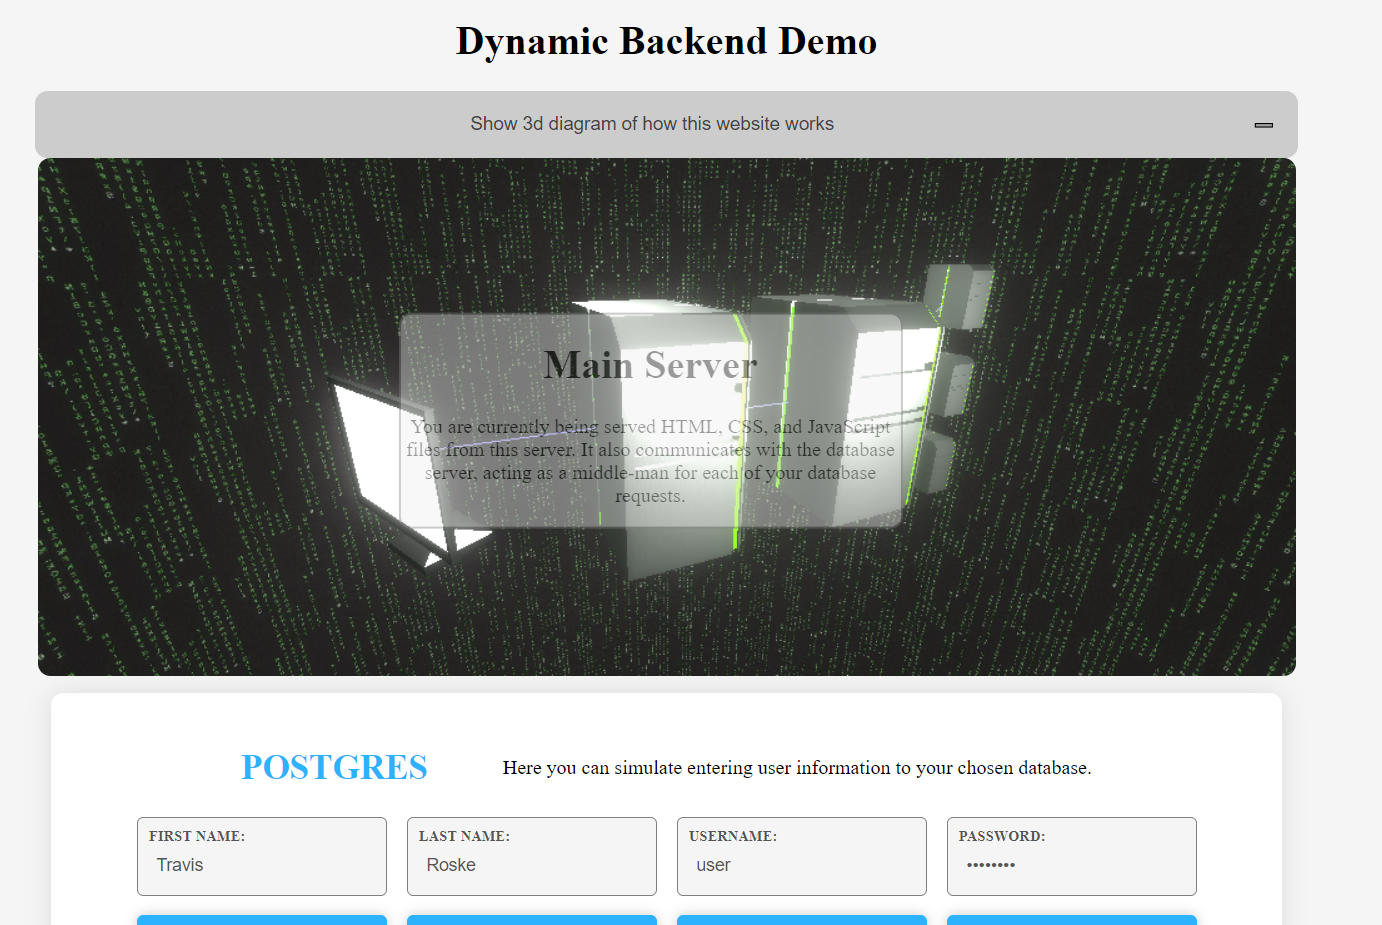 Dynamic Backend Demo
Show 3d diagram of how this website works
Main Server
You are currently being served HTML, CSS, and JavaScript
files from this server. It also communicates with the database
server, acting as a middle-man for each of your database
requests.
POSTGRES
Here you can simulate entering user information to your chosen database.
FIRST NAME:
LAST NAME:
USERNAME:
PASSWORD:
Travis
Roske
user
••••••••